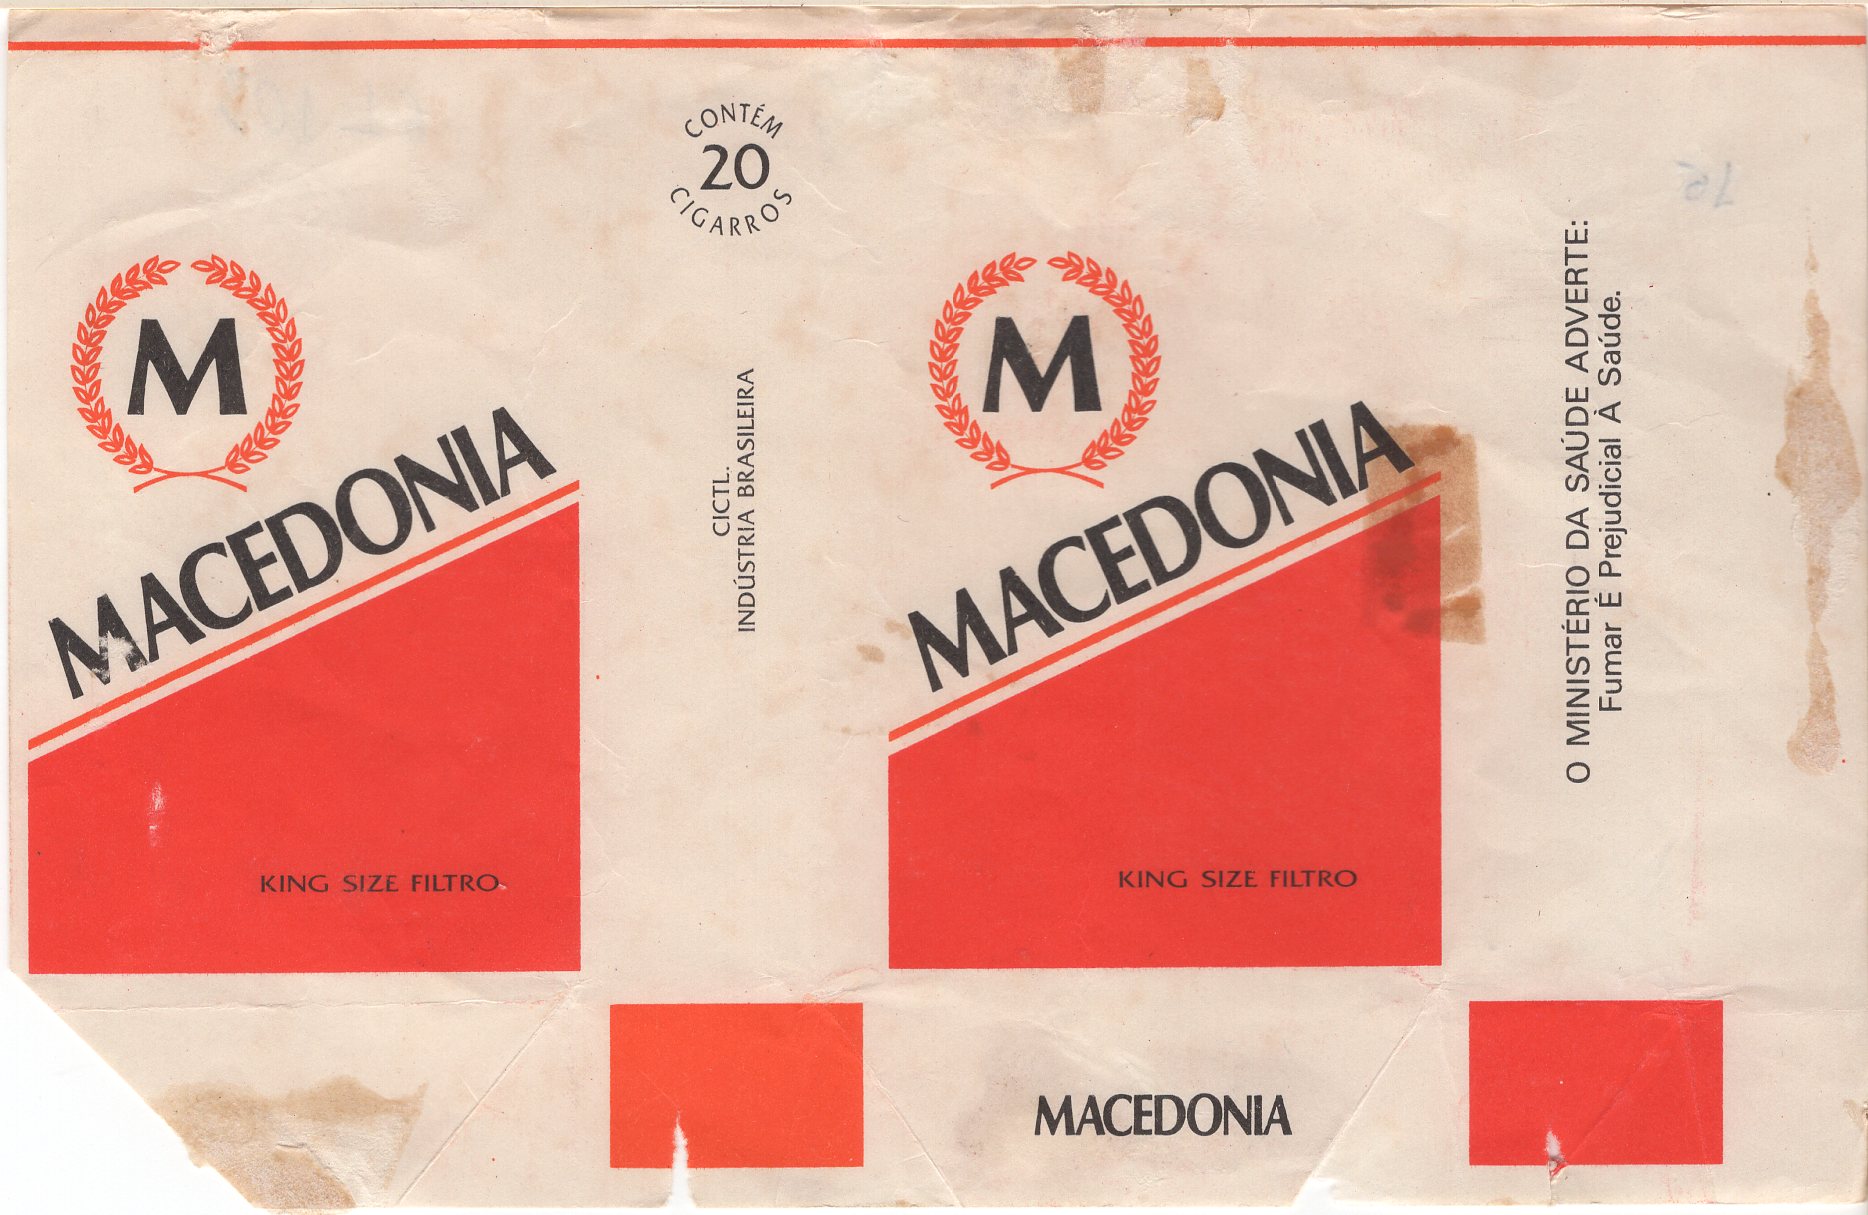 M
MACEDONIA
KING SIZE FILTRO
CONTÉM
20
CIGARROS
CICTL.
INDÚSTRIA BRASILEIRA
M
MACEDONIA
KING SIZE FILTRO
MACEDONIA
O MINISTÉRIO DA SAÚDE ADVERTE:
Fumar É Prejudicial À Saúde.